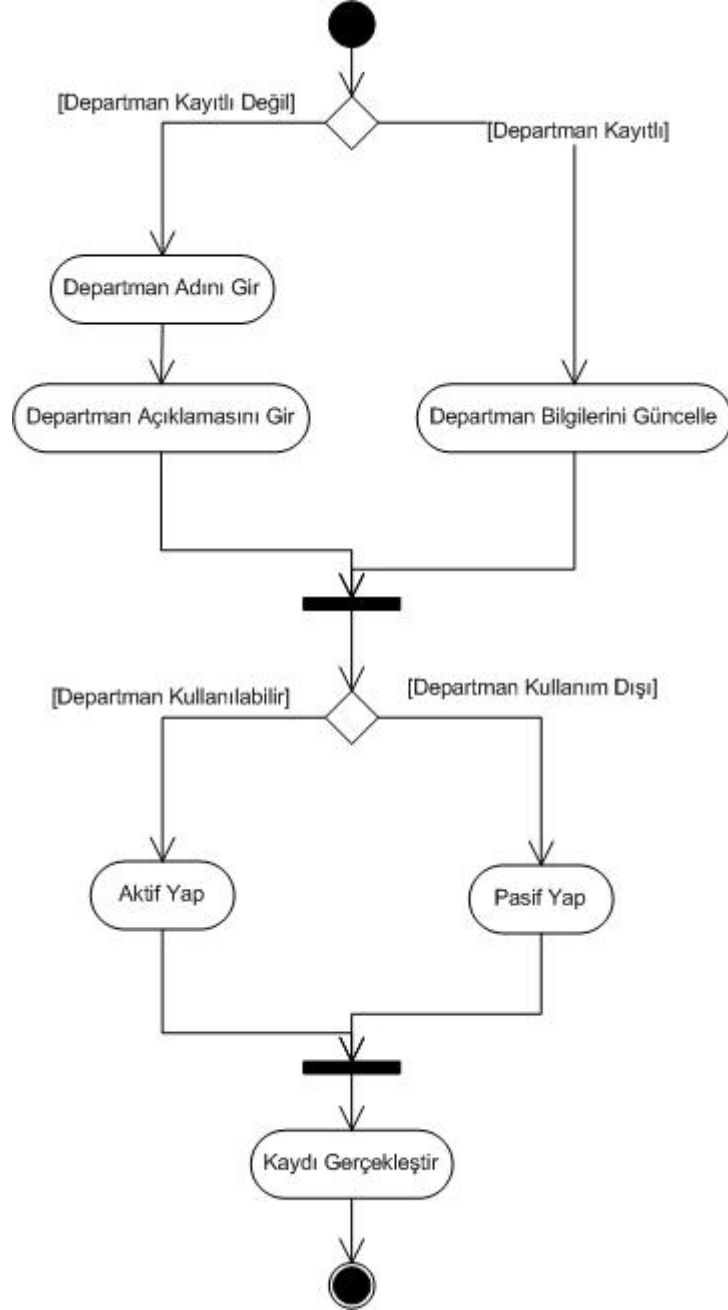 [Departman Kayıtlı Değil]
[Departman Kayıtlı]
Departman Adını Gir
Departman Açıklamasını Gir
Departman Bilgilerini Güncelle
[Departman Kullanılabilir]
[Departman Kullanım Dışı]
Aktif Yap
Pasif Yap
Kaydı Gerçekleştir